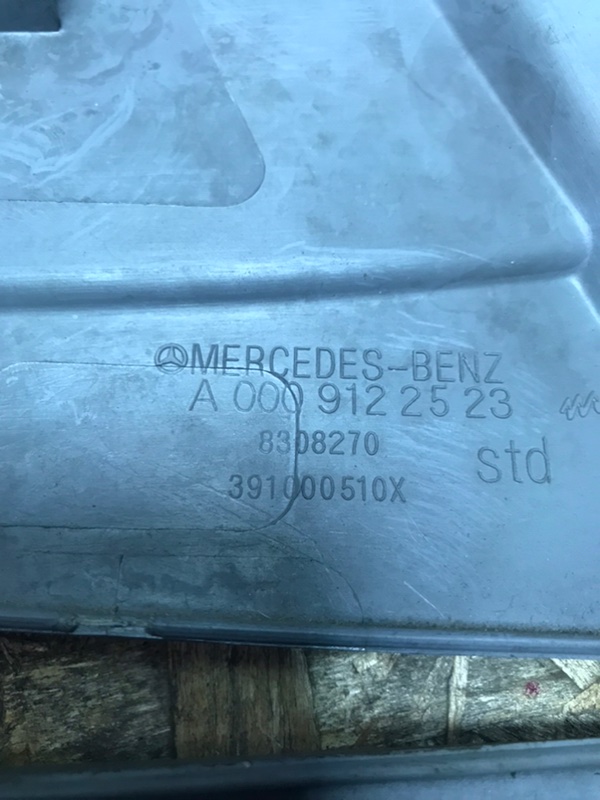 MERCEDES-BENZ
A 000 912 25 23
8308270
std
391000510X